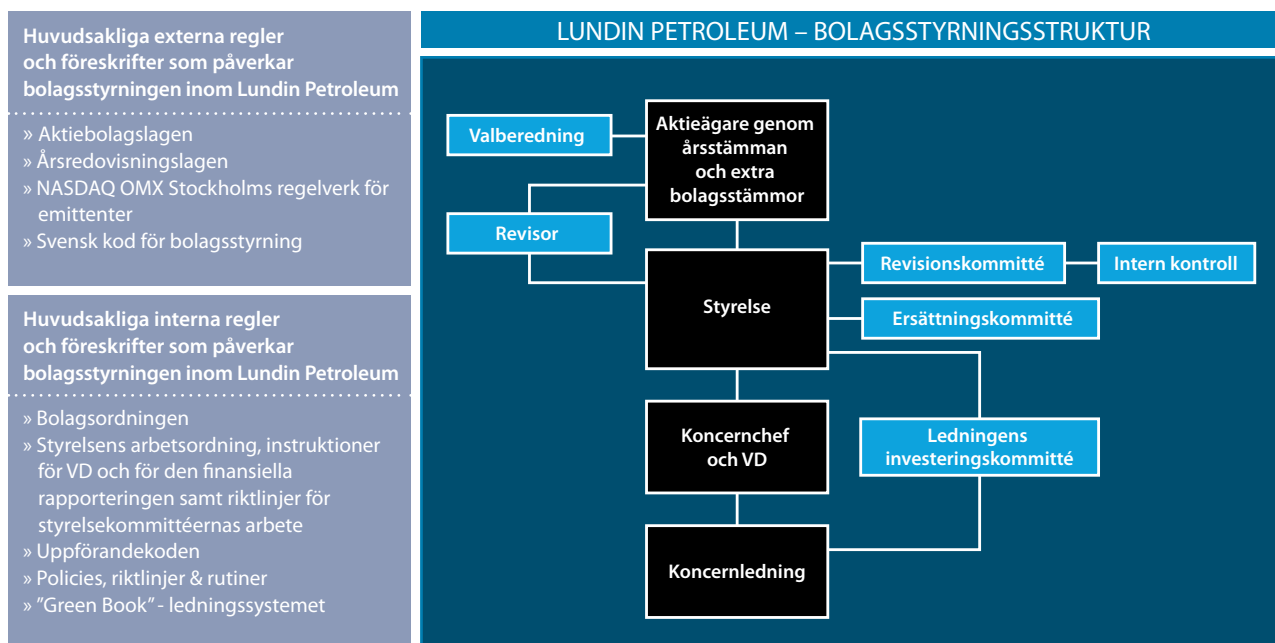 Huvudsakliga externa regler
och föreskrifter som påverkar
bolagsstyrningen inom Lundin Petroleum
» Aktiebolagslagen
» Årsredovisningslagen
» NASDAQ OMX Stockholms regelverk för
emittenter
» Svensk kod för bolagsstyrning
Huvudsakliga interna regler
och föreskrifter som påverkar
bolagsstyrningen inom Lundin Petroleum
» Bolagsordningen
» Styrelsens arbetsordning, instruktioner
för VD och för den finansiella
rapporteringen samt riktlinjer för
styrelsekommittéernas arbete
» Uppförandekoden
» Policies, riktlinjer & rutiner
» ”Green Book” - ledningssystemet
LUNDIN PETROLEUM – BOLAGSSTYRNINGSSTRUKTUR
Valberedning
Aktieägare genom
årsstämman
och extra
bolagsstämmor
Revisor
Styrelse
Revisionskommitté
Intern kontroll
Ersättningskommitté
Koncernchef
och VD
Ledningens
investeringskommitté
Koncernledning